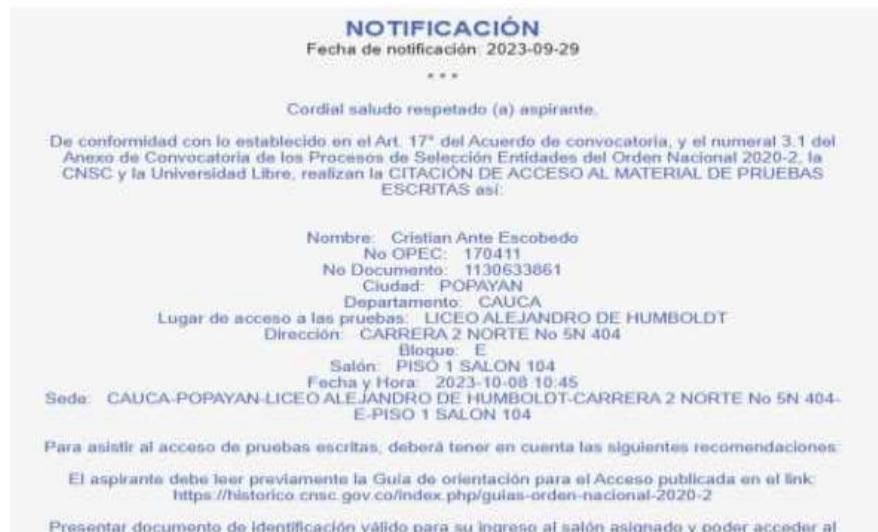 NOTIFICACIÓN
Fecha de notificación: 2023-09-29
* * *
Cordial saludo respetado (a) aspirante,
De conformidad con lo establecido en el Art. 17° del Acuerdo de convocatoria, y el numeral 3.1 del
Anexo de Convocatoria de los Procesos de Selección Entidades del Orden Nacional 2020-2, la
CNSC y la Universidad Libre, realizan la CITACIÓN DE ACCESO AL MATERIAL DE PRUEBAS
ESCRITAS así:
Nombre: Cristian Ante Escobedo
No OPEC: 170411
No Documento: 1130633861
Ciudad: POPAYAN
Departamento: CAUCA
Lugar de acceso a las pruebas: LICEO ALEJANDRO DE HUMBOLDT
Dirección: CARRERA 2 NORTE No 5N 404
Bloque: E
Salón: PISO 1 SALON 104
Fecha y Hora: 2023-10-08 10:45
Sede: CAUCA-POPAYAN-LICEO ALEJANDRO DE HUMBOLDT-CARRERA 2 NORTE No 5N 404-
E-PISO 1 SALON 104
Para asistir al acceso de pruebas escritas, deberá tener en cuenta las siguientes recomendaciones:
El aspirante debe leer previamente la Guía de orientación para el Acceso publicada en el link:
https://historico.cnsc.gov.co/index.php/guias-orden-nacional-2020-2
Presentar documento de identificación válido para su ingreso al salón asignado y poder acceder al